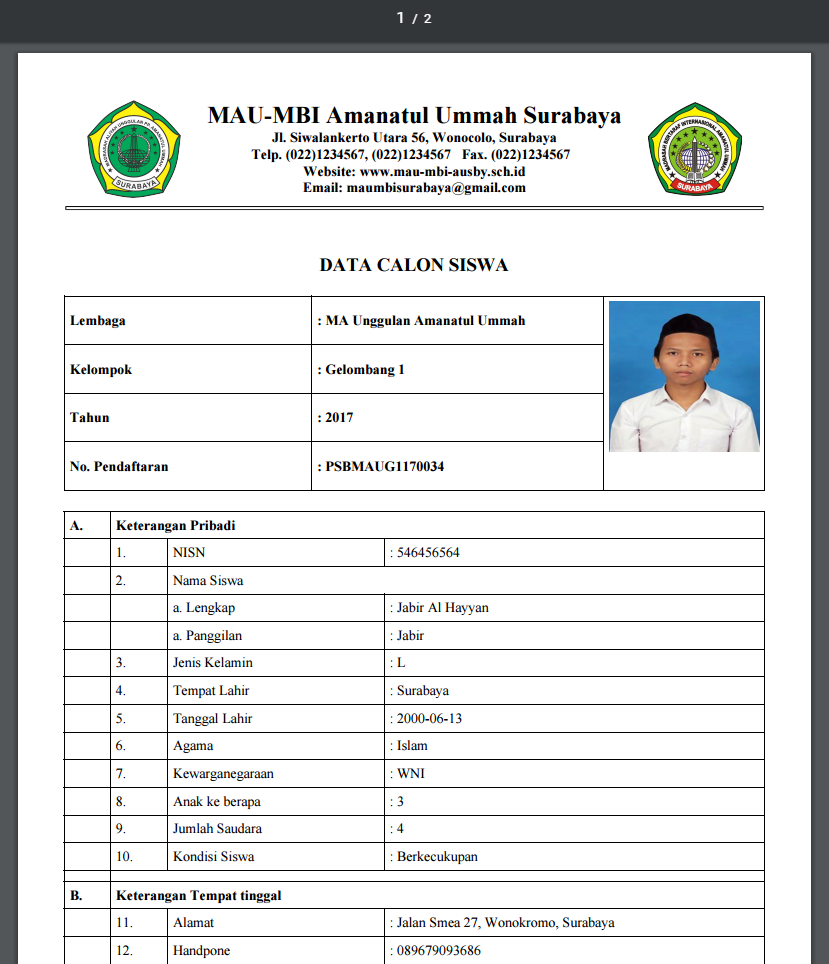 1 / 2
MAU-MBI Amanatul Ummah Surabaya
Jl. Siwalankerto Utara 56, Wonocolo, Surabaya
Telp. (022)1234567, (022)1234567 Fax. (022)1234567
Website: www.mau-mbi-ausby.sch.id
Email: maumbisurabaya@gmail.com
SURABAYA
SURABAYA
DATA CALON SISWA
Lembaga : MA Unggulan Amanatul Ummah
Kelompok : Gelombang 1
Tahun : 2017
No. Pendaftaran : PSBMAUG1170034
A. Keterangan Pribadi
1. NISN : 546456564
2. Nama Siswa
a. Lengkap : Jabir Al Hayyan
a. Panggilan : Jabir
3. Jenis Kelamin : L
4. Tempat Lahir : Surabaya
5. Tanggal Lahir : 2000-06-13
6. Agama : Islam
7. Kewarganegaraan : WNI
8. Anak ke berapa : 3
9. Jumlah Saudara : 4
10. Kondisi Siswa : Berkecukupan
B. Keterangan Tempat tinggal
11. Alamat : Jalan Smea 27, Wonokromo, Surabaya
12. Handpone : 089679093686